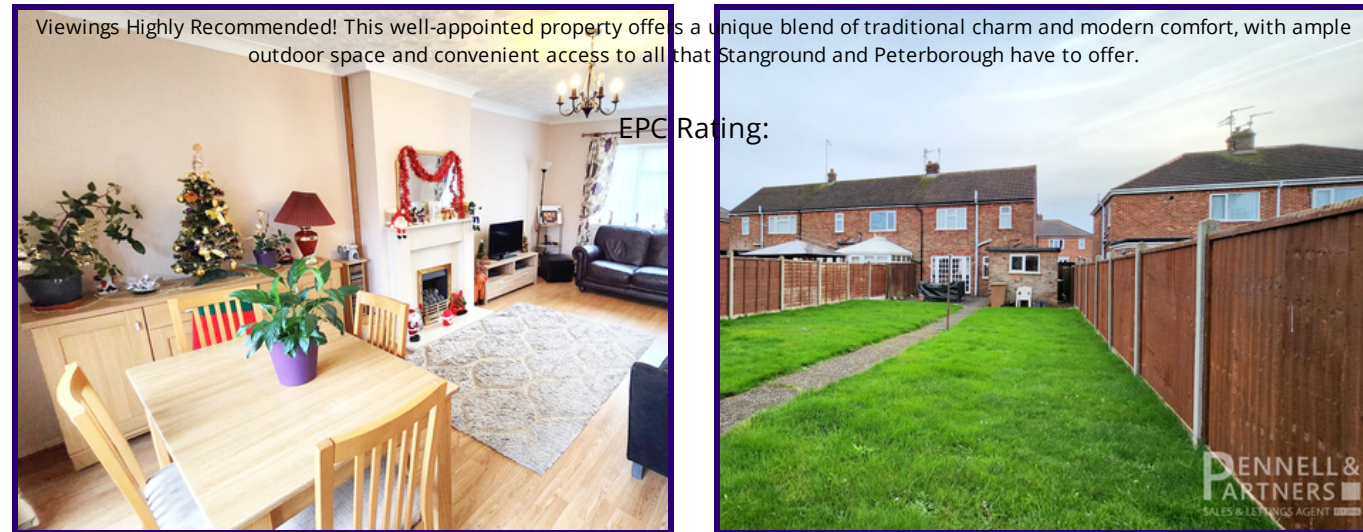 Viewings Highly Recommended! This well-appointed property offers a unique blend of traditional charm and modern comfort, with ample
outdoor space and convenient access to all that Stanground and Peterborough have to offer.
EPC Rating:
PENNELL &
PARTNERS
SALES & LETTINGS AGENT